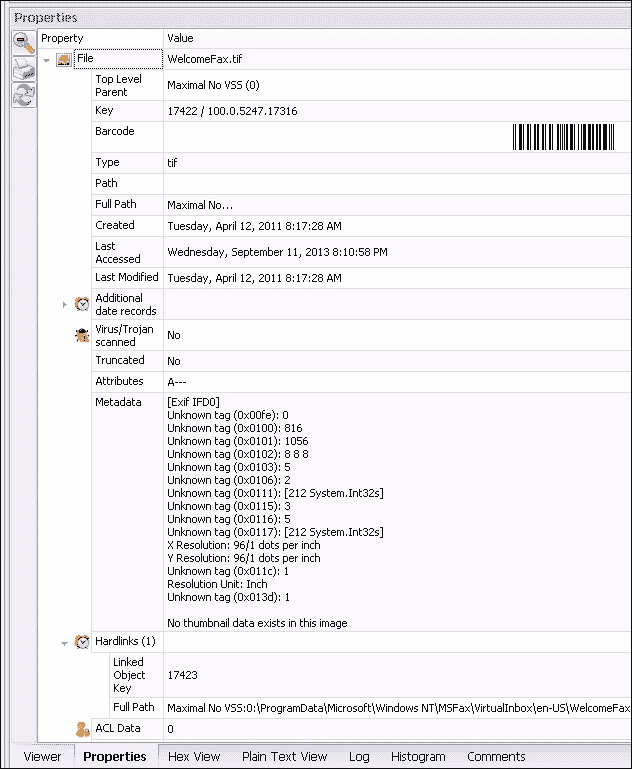 Properties
Property Value
File WelcomeFax.tif
Top Level
Parent Maximal No VSS (0)
Key 17422 / 100.0.5247.17316
Barcode
Type tif
Path
Full Path Maximal No...
Created Tuesday, April 12, 2011 8:17:28 AM
Last
Accessed Wednesday, September 11, 2013 8:10:58 PM
Last Modified Tuesday, April 12, 2011 8:17:28 AM
Additional
date records
Virus/Trojan
scanned No
Truncated No
Attributes A---
Metadata [Exif IFD0]
Unknown tag (0x00fe): 0
Unknown tag (0x0100): 816
Unknown tag (0x0101): 1056
Unknown tag (0x0102): 8 8 8
Unknown tag (0x0103): 5
Unknown tag (0x0106): 2
Unknown tag (0x0111): [212 System.Int32s]
Unknown tag (0x0115): 3
Unknown tag (0x0116): 5
Unknown tag (0x0117): [212 System.Int32s]
X Resolution: 96/1 dots per inch
Y Resolution: 96/1 dots per inch
Unknown tag (0x011c): 1
Resolution Unit: Inch
Unknown tag (0x013d): 1
No thumbnail data exists in this image
Hardlinks (1)
Linked
Object
Key 17423
Full Path Maximal No VSS:0:\ProgramData\Microsoft\Windows NT\MSFax\VirtualInbox\en-US\WelcomeFax
ACL Data 0
Viewer Properties Hex View Plain Text View Log Histogram Comments